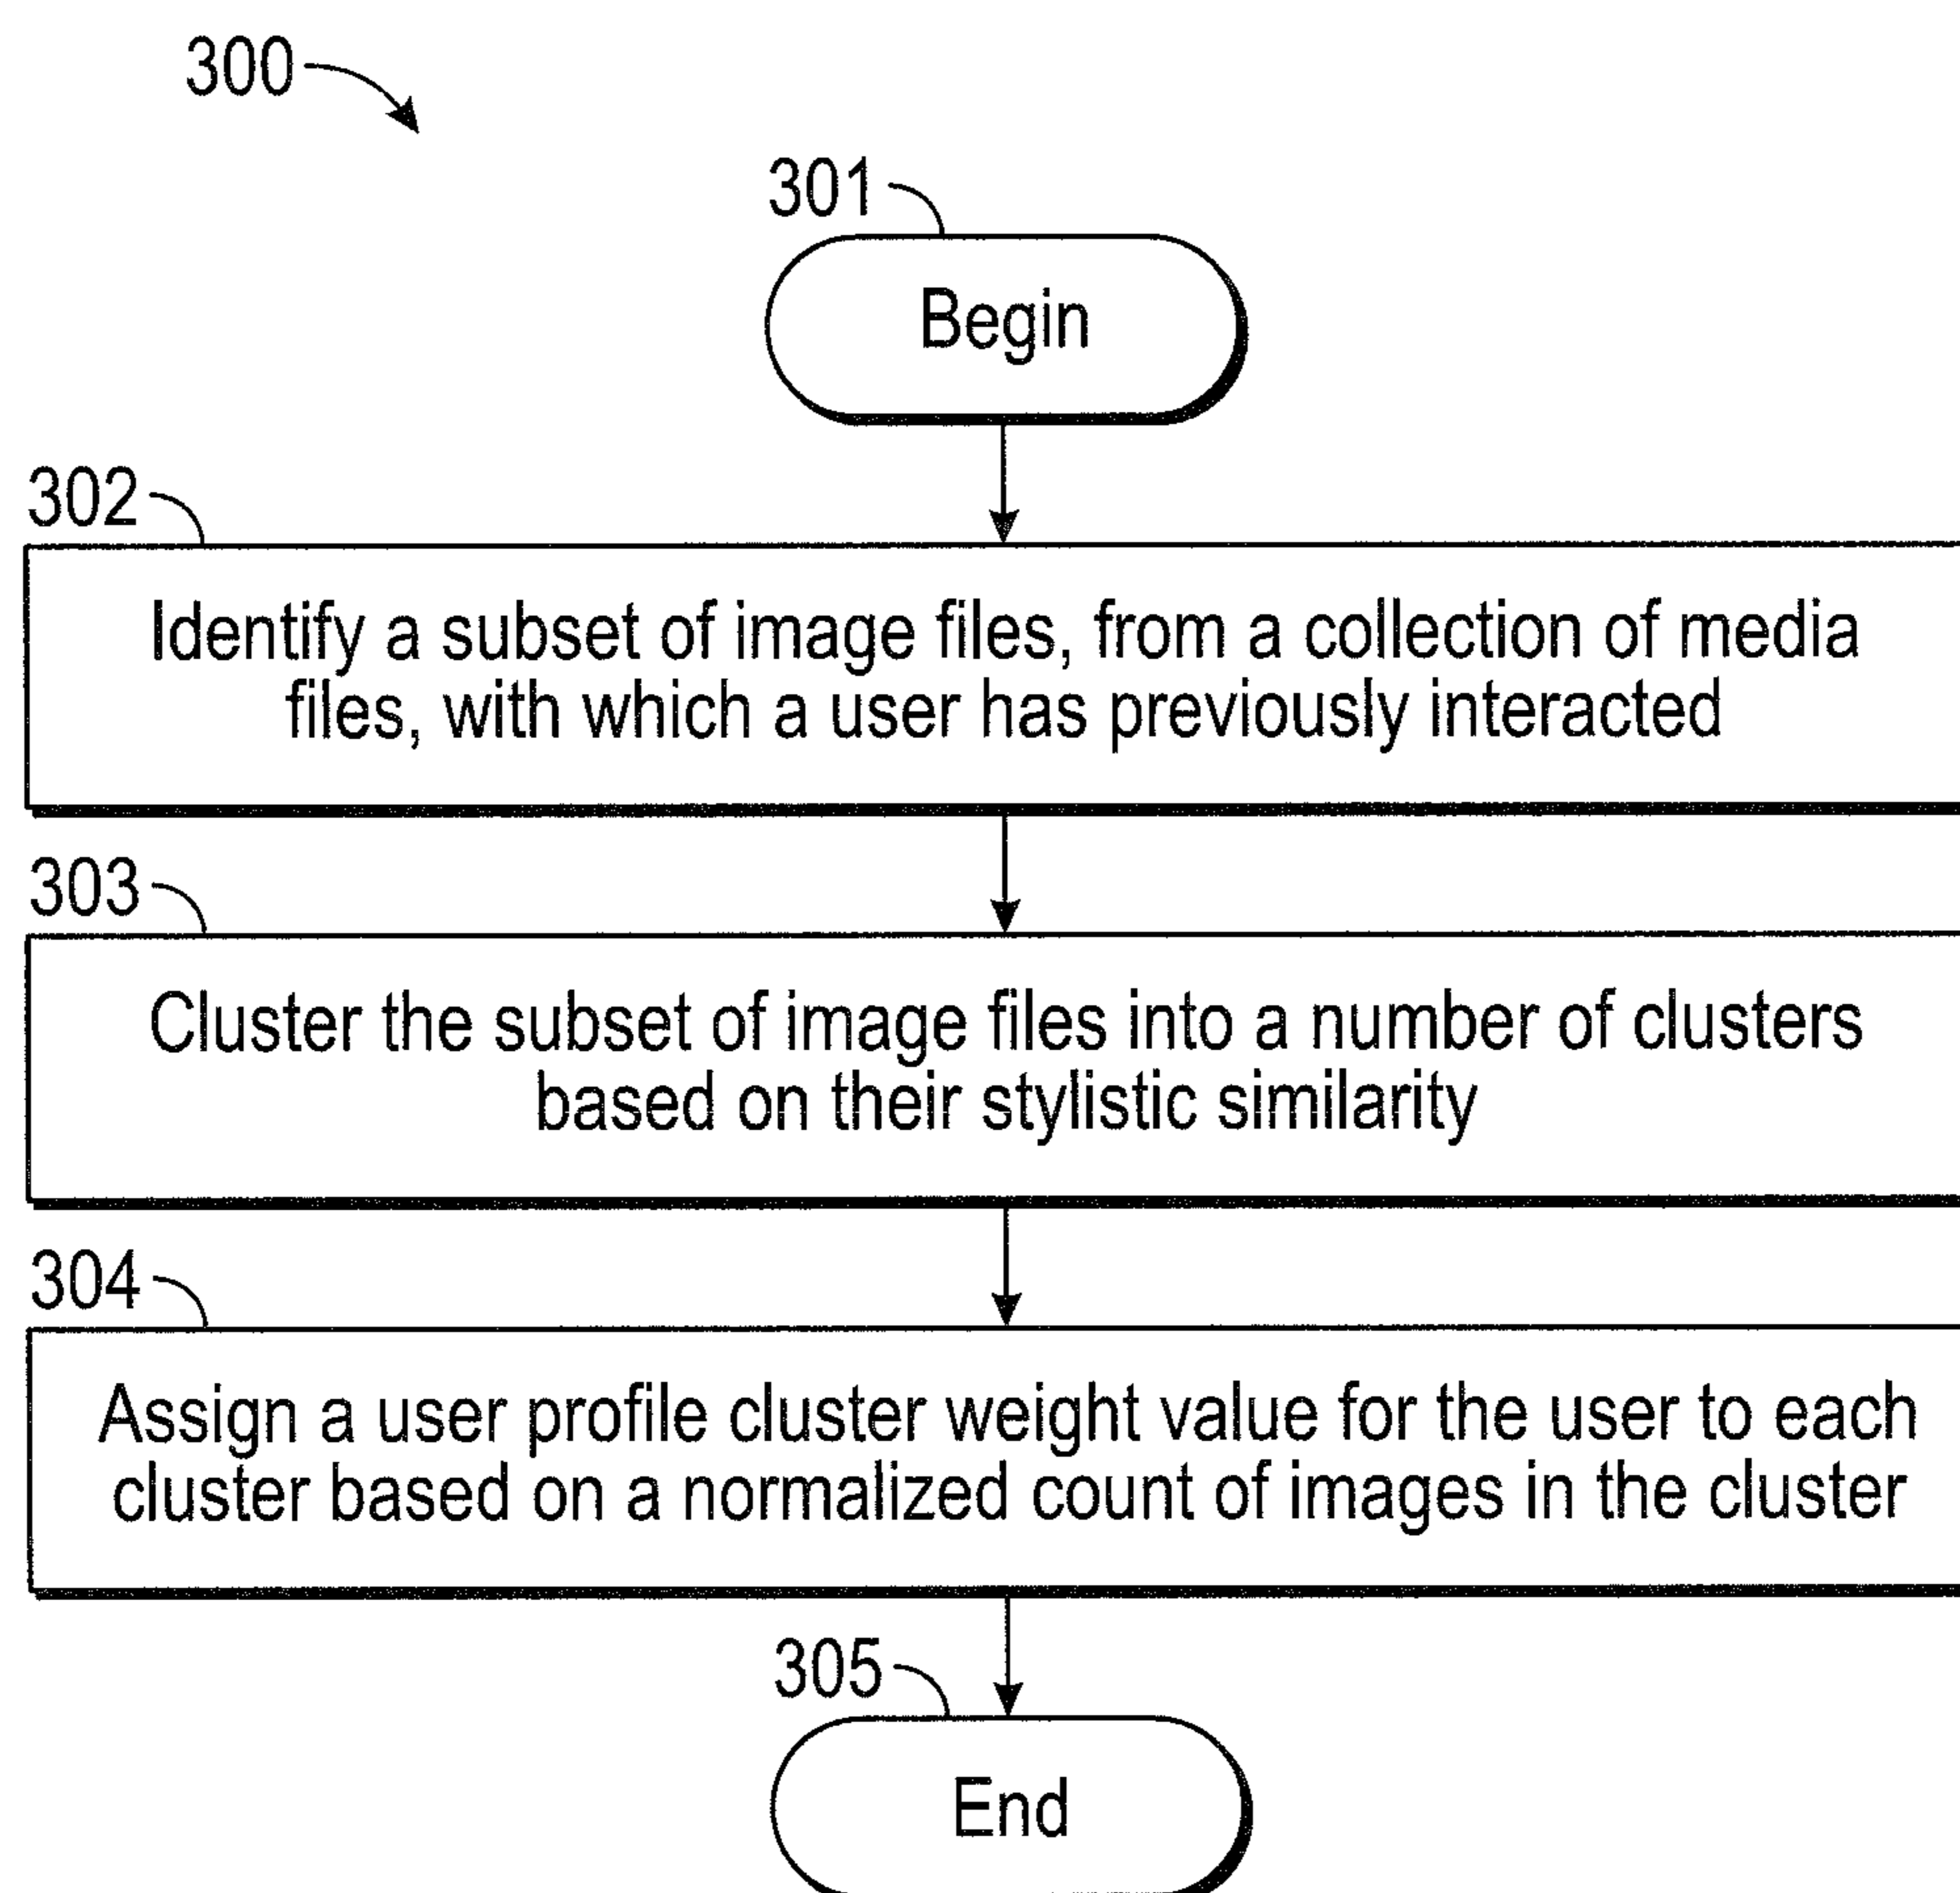 300
301
Begin
302
Identify a subset of image files, from a collection of media
files, with which a user has previously interacted
303
Cluster the subset of image files into a number of clusters
based on their stylistic similarity
304
Assign a user profile cluster weight value for the user to each
cluster based on a normalized count of images in the cluster
305
End